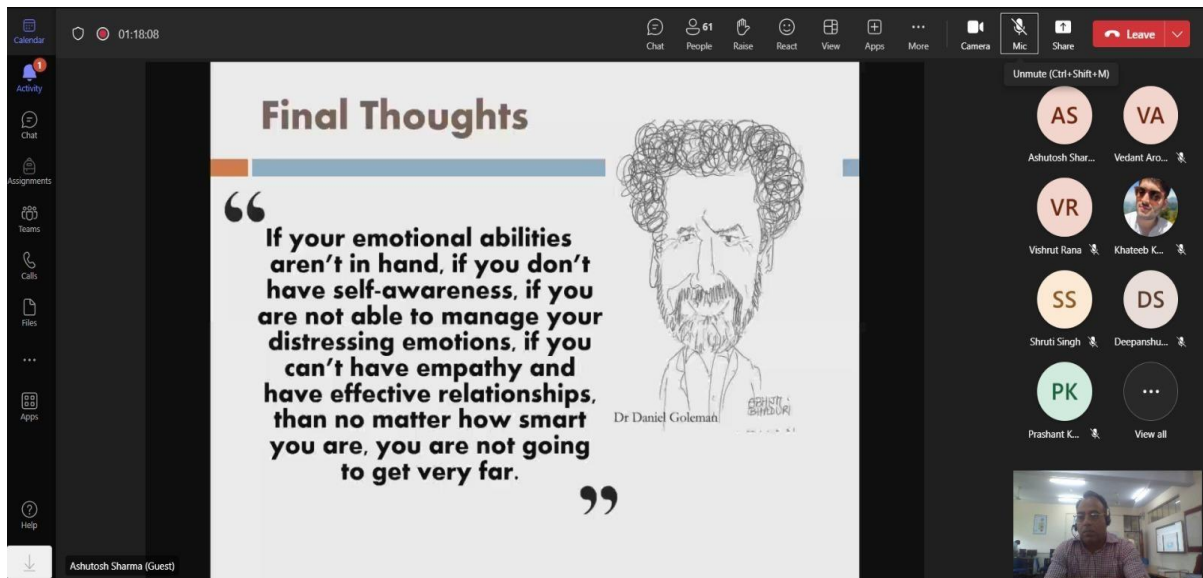 Calendar
Activity
1
Chat
Assignments
Teams
Calls
Files
Apps
Help
01:18:08
Chat
61
People
Raise
React
View
Apps
More
Camera
Mic
Share
Leave
Unmute (Ctrl+Shift+M)
Final Thoughts
“
If your emotional abilities
aren’t in hand, if you don’t
have self-awareness, if you
are not able to manage your
distressing emotions, if you
can’t have empathy and
have effective relationships,
than no matter how smart
you are, you are not going
to get very far.
”
Dr Daniel Goleman
ABHIJIT
BHADURI
Ashutosh Sharma (Guest)
AS
Ashutosh Shar...
VA
Vedant Aro...
VR
Vishrut Rana
Khateeb K...
SS
Shruti Singh
DS
Deepanshu...
PK
Prashant K...
View all